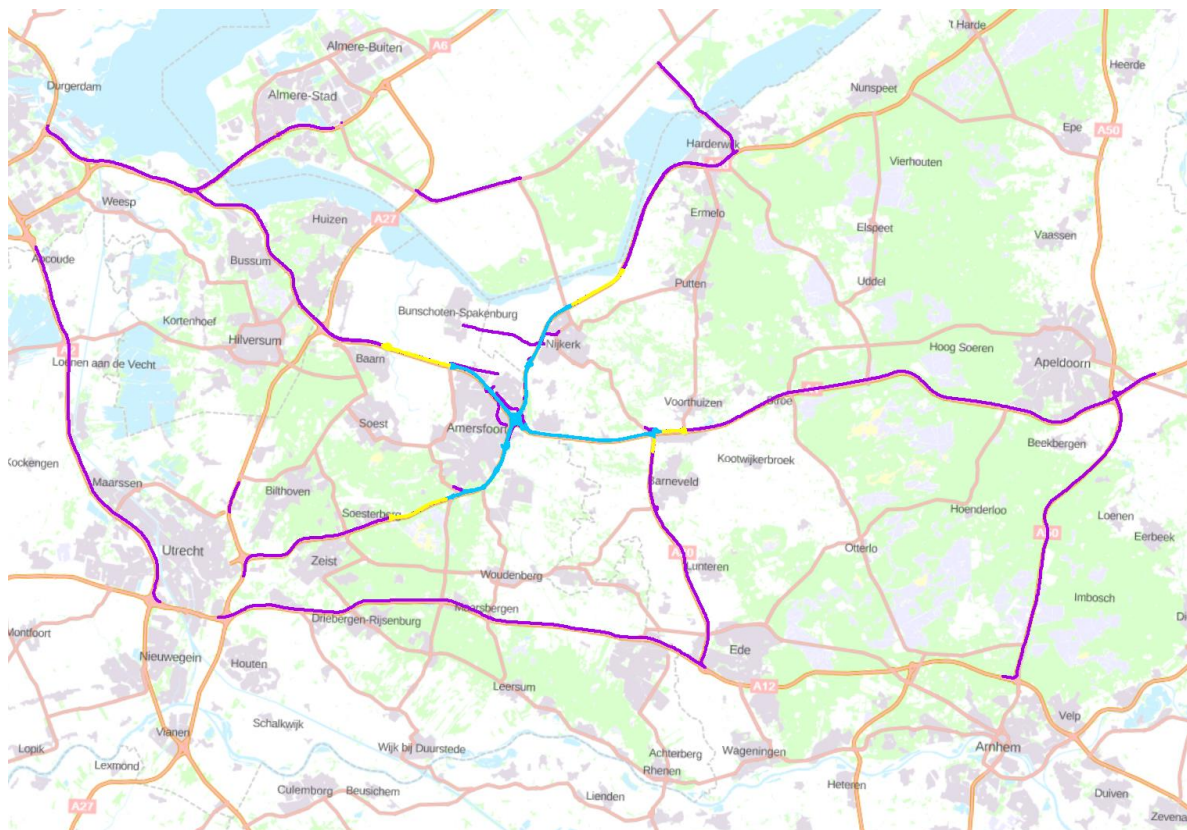 't Harde
Almere-Buiten
A6
Heerde
Durgerdam
Nunspeet
Almere-Stad
Epe
A50
Harderwijk
Vierhouten
Weesp
Ermelo
Huizen
A27
Elspeet
Vaassen
Abcoude
Bussum
Uddel
Putten
Bunschoten-Spakenburg
Kortenhoef
Hilversum
Nijkerk
Hoog Soeren
Baarn
Apeldoorn
Loenen aan de Vecht
Voorthuizen
Stroe
Soest
Amersfoort
Beekbergen
Kootwijkerbroek
Kockengen
Maarssen
Barneveld
Bilthoven
Hoenderloo
Soesterberg
Loenen
Eerbeek
Utrecht
Otterlo
Zeist
Lunteren
Woudenberg
Imbosch
Maarsbergen
Driebergen-Rijsenburg
Montfoort
Ede
Nieuwegein
Houten
A12
Leersum
Velp
Schalkwijk
Vianen
Arnhem
Lopik
Wijk bij Duurstede
Achterberg
Wageningen
Lexmond
Rhenen
Heteren
Culemborg
Beusichem
Lienden
Duiven
A27
Zevena